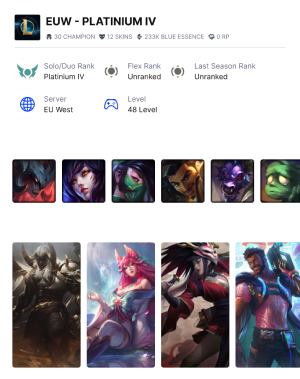 EUW - PLATINIUM IV
30 CHAMPION 12 SKINS 233K BLUE ESSENCE 0 RP
Solo/Duo Rank
Platinium IV
Flex Rank
Unranked
Last Season Rank
Unranked
Server
EU West
Level
48 Level